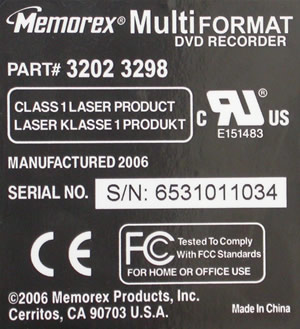 Memorex® MultiFORMAT
DVD RECORDER
PART# 3202 3298
CLASS 1 LASER PRODUCT
LASER KLASSE 1 PRODUKT
C RU® US
E151483
MANUFACTURED 2006
SERIAL NO. S/N: 6531011034
CE FC Tested To Comply
With FCC Standards
FOR HOME OR OFFICE USE
©2006 Memorex Products, Inc.
Cerritos, CA 90703 U.S.A. Made In China